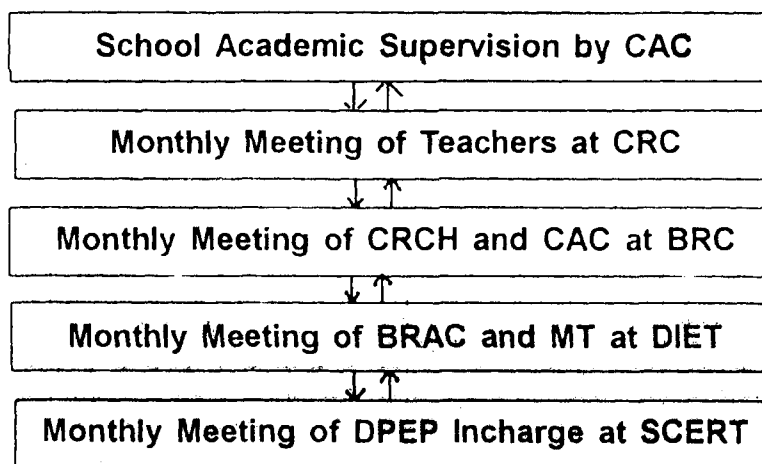 School Academic Supervision by CAC
Monthly Meeting of Teachers at CRC
Monthly Meeting of CRCH and CAC at BRC
Monthly Meeting of BRAC and MT at DIET
Monthly Meeting of DPEP Incharge at SCERT